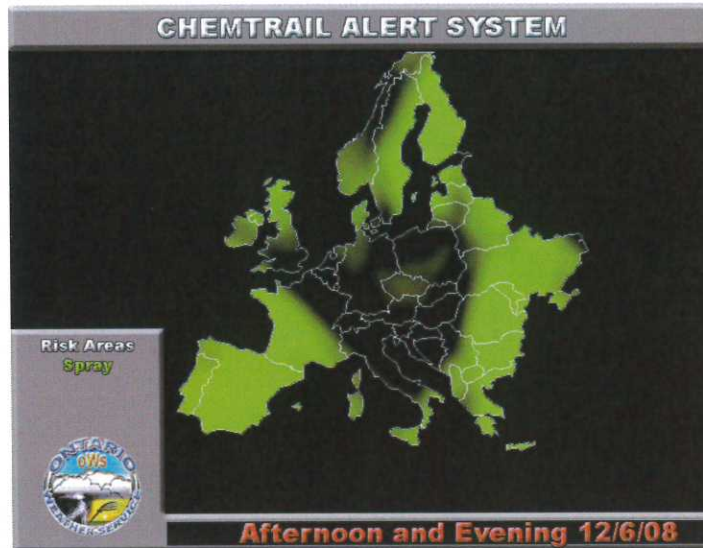 CHEMTRAIL ALERT SYSTEM
Risk Areas
Spray
ONTARIO
OWS
WEATHER SERVICE
Afternoon and Evening 12/6/08